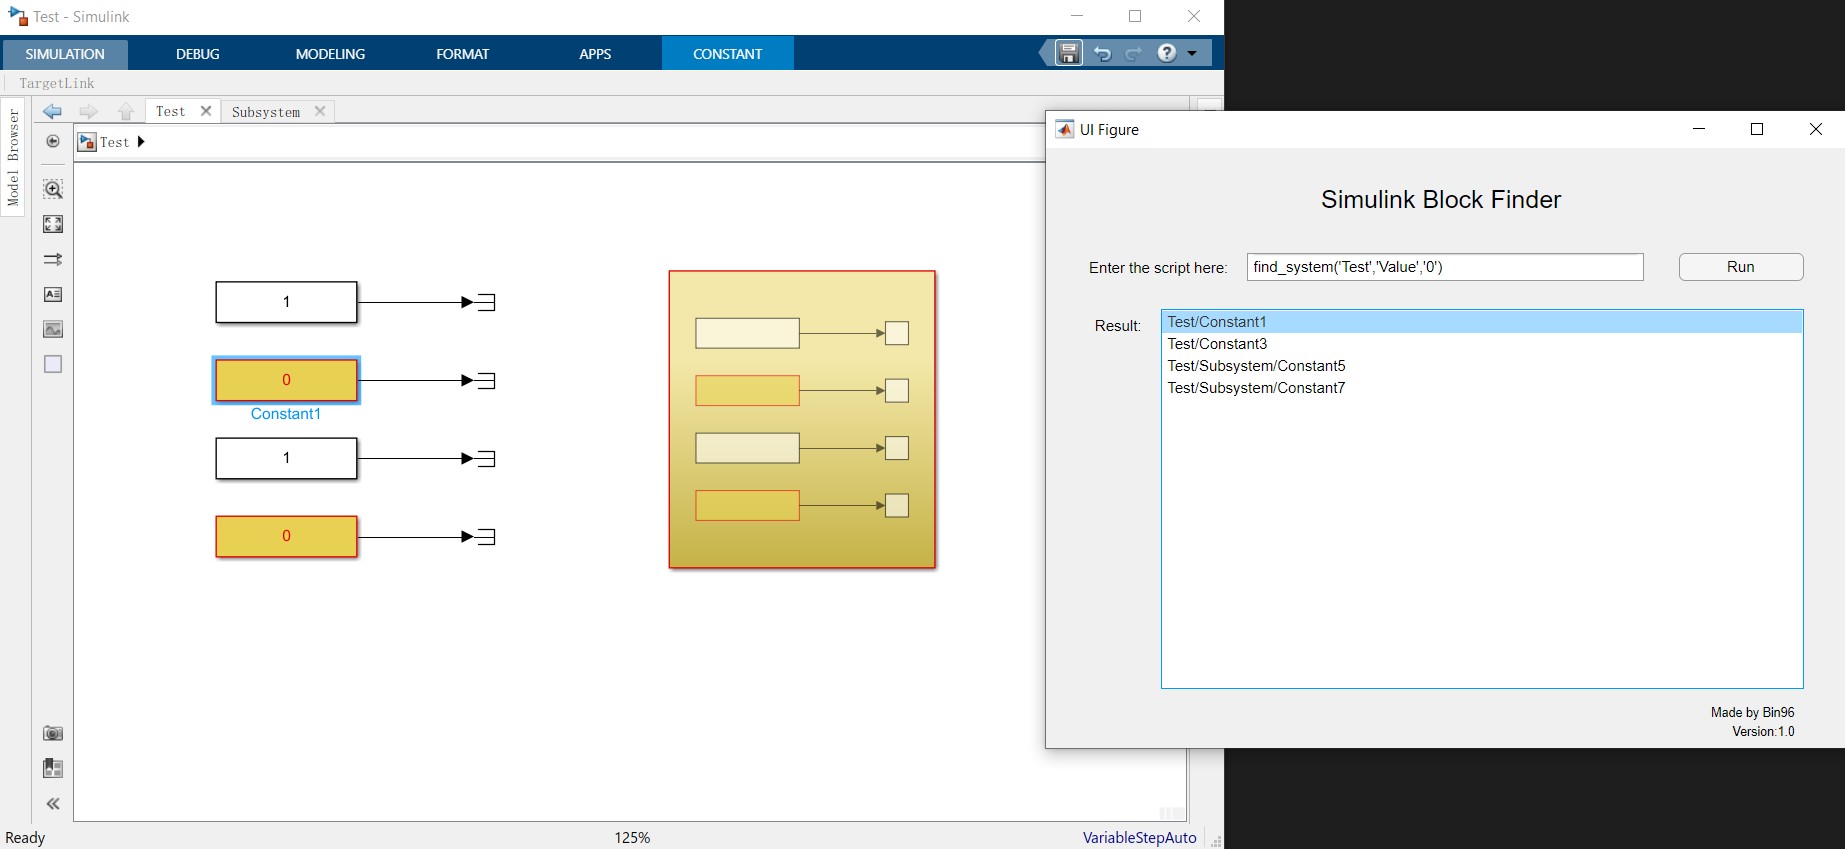 Test - Simulink
SIMULATION DEBUG MODELING FORMAT APPS CONSTANT
TargetLink
Model Browser
Test Subsystem
Test
1
0
Constant1
1
0
Ready 125% VariableStepAuto
UI Figure
Simulink Block Finder
Enter the script here: find_system('Test','Value','0') Run
Result:
Test/Constant1
Test/Constant3
Test/Subsystem/Constant5
Test/Subsystem/Constant7
Made by Bin96
Version:1.0